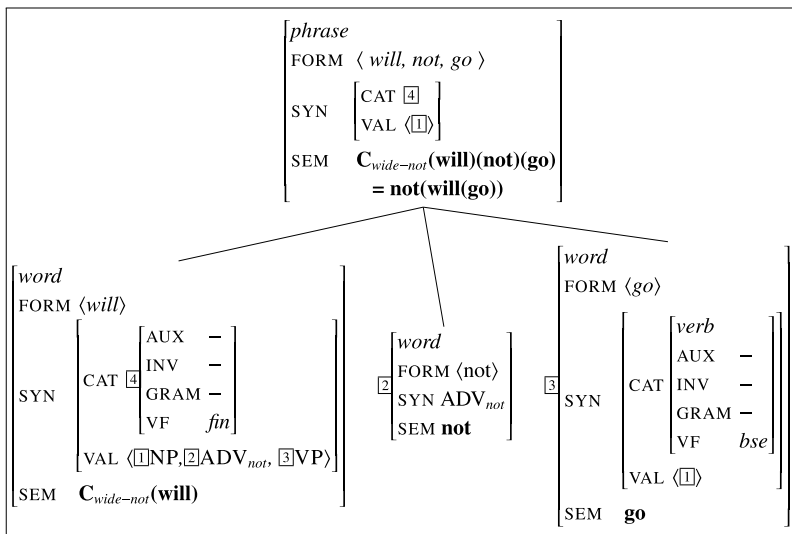 phrase
FORM ⟨ will, not, go ⟩
SYN
CAT 4
VAL ⟨1⟩
SEM C_wide−not(will)(not)(go)
= not(will(go))
word
FORM ⟨will⟩
SYN
CAT 4
AUX −
INV −
GRAM −
VF fin
VAL ⟨1NP, 2ADV_not, 3VP⟩
SEM C_wide−not(will)
2
word
FORM ⟨not⟩
SYN ADV_not
SEM not
3
word
FORM ⟨go⟩
SYN
CAT
verb
AUX −
INV −
GRAM −
VF bse
VAL ⟨1⟩
SEM go